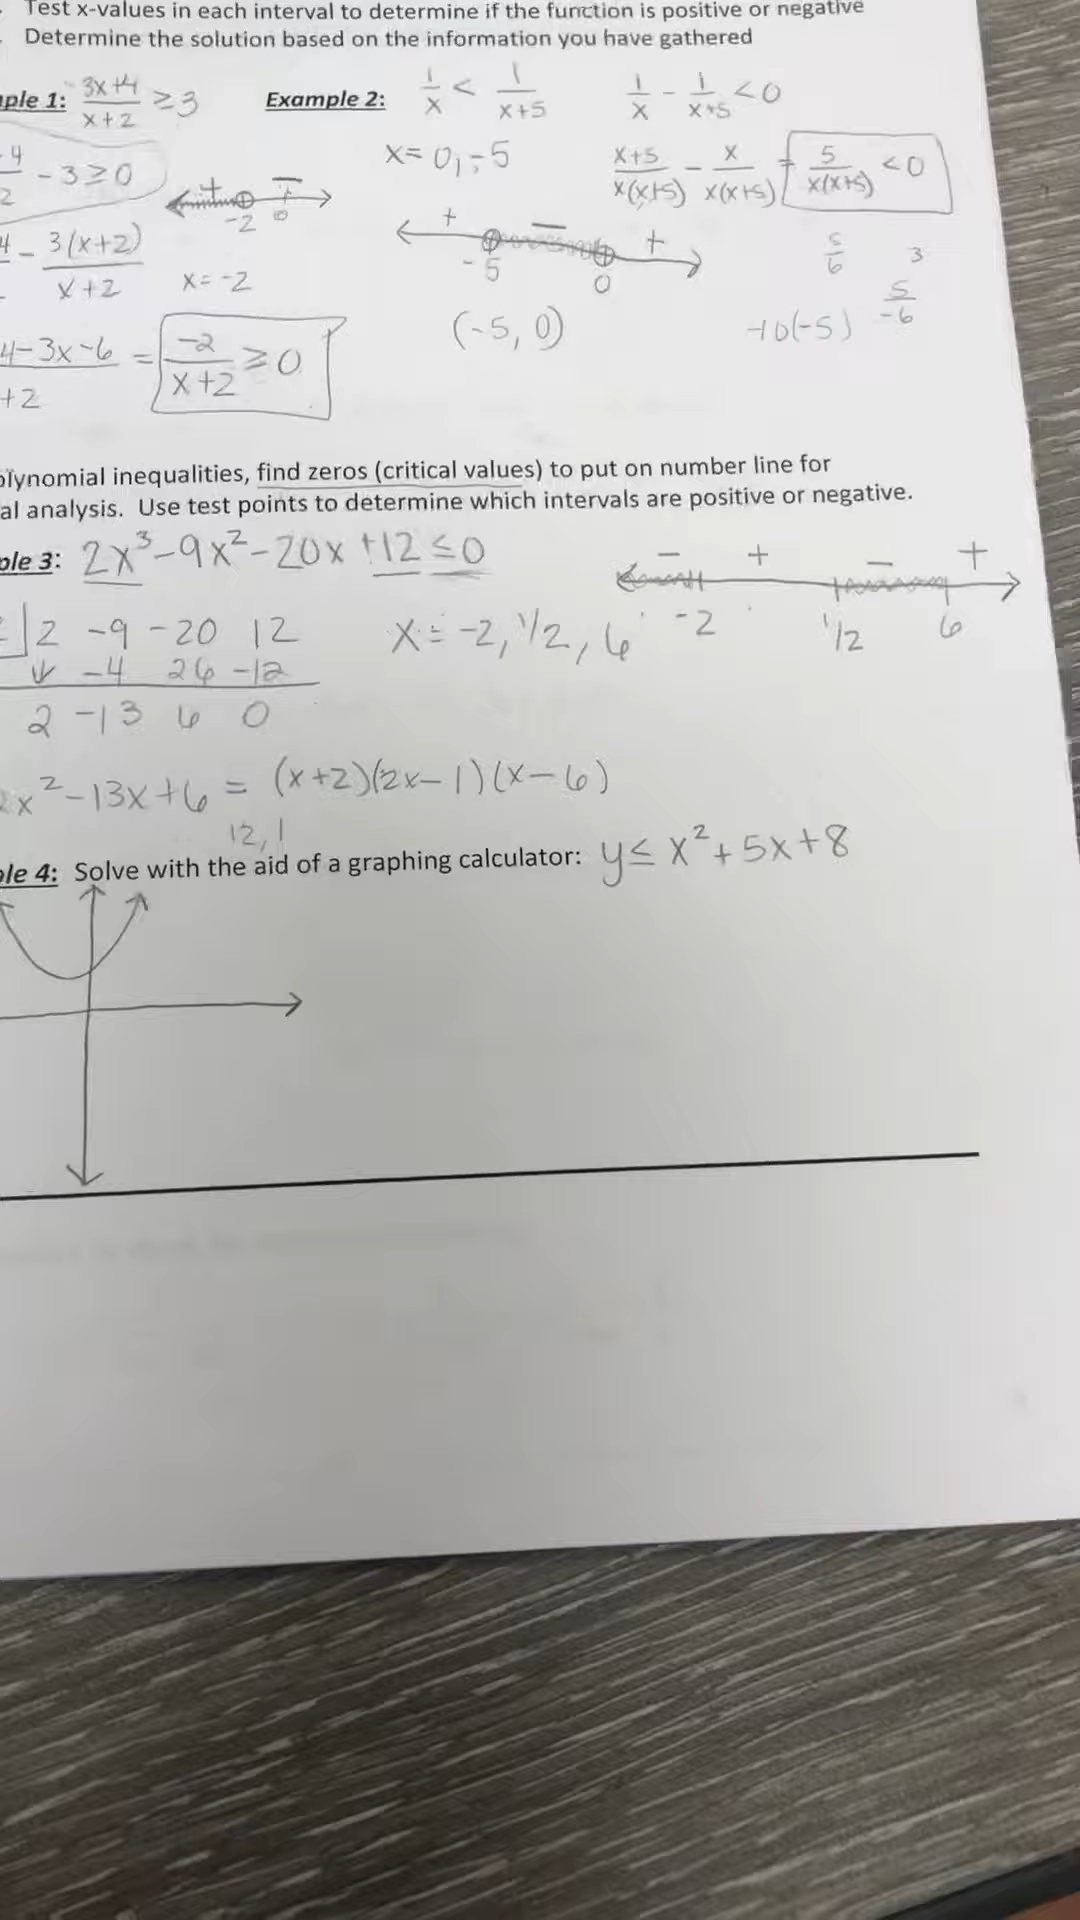 Test x-values in each interval to determine if the function is positive or negative
Determine the solution based on the information you have gathered
ple 1: 3x+4/x+2 ≥ 3
Example 2: 1/x < 1/x+5
1/x - 1/x+5 < 0
- 3 ≥ 0
x = 0, -5
x+5/x(x+5) - x/x(x+5) = 5/x(x+5) < 0
+ -
-2 0
+ - +
-5 0
- 3(x+2)/x+2
x = -2
5/6 3
5/-6
(-5, 0)
-10(-5)
4-3x-6/+2 = -2/x+2 ≥ 0
olynomial inequalities, find zeros (critical values) to put on number line for
al analysis. Use test points to determine which intervals are positive or negative.
ple 3: 2x³-9x²-20x+12 ≤ 0
- + - +
-2 1/2 6
2 -9 -20 12
-4 26 -12
2 -13 6 0
x = -2, 1/2, 6
2x²-13x+6 = (x+2)(2x-1)(x-6)
12, 1
ple 4: Solve with the aid of a graphing calculator: y ≤ x²+5x+8